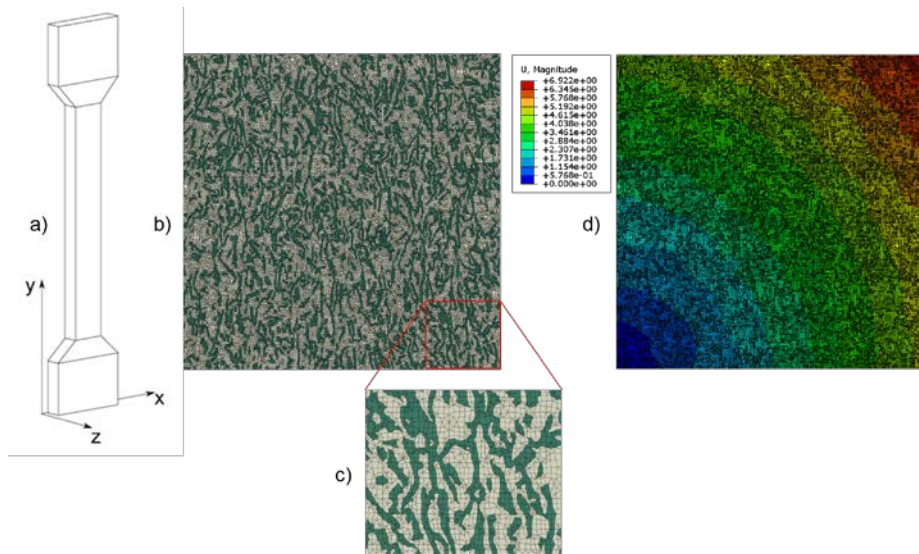 a)
y
x
z
b)
c)
U, Magnitude
+6.922e+00
+6.345e+00
+5.768e+00
+5.192e+00
+4.615e+00
+4.038e+00
+3.461e+00
+2.884e+00
+2.307e+00
+1.731e+00
+1.154e+00
+5.768e-01
+0.000e+00
d)